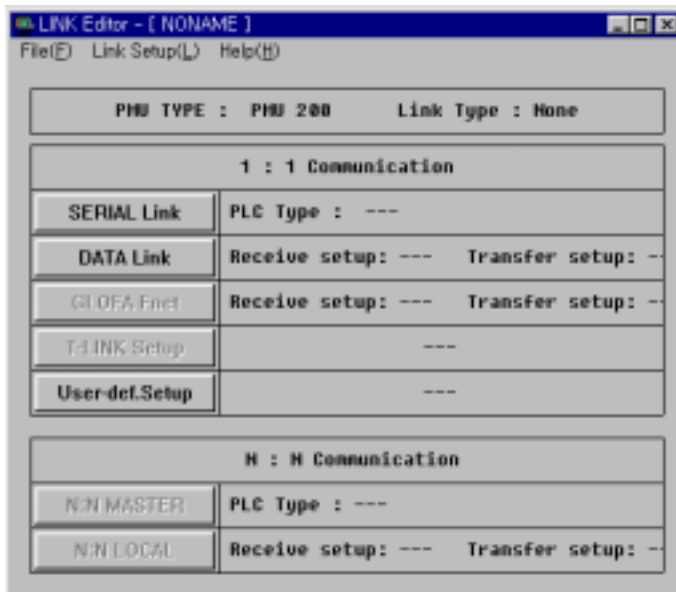 LINK Editor - [ NONAME ]
File(F) Link Setup(L) Help(H)
PMU TYPE : PMU 200 Link Type : None
1 : 1 Communication
SERIAL Link PLC Type : ---
DATA Link Receive setup: --- Transfer setup: --
GLOFA Fnet Receive setup: --- Transfer setup: --
T-LINK Setup ---
User-def.Setup ---
N : N Communication
N:N MASTER PLC Type : ---
N:N LOCAL Receive setup: --- Transfer setup: --